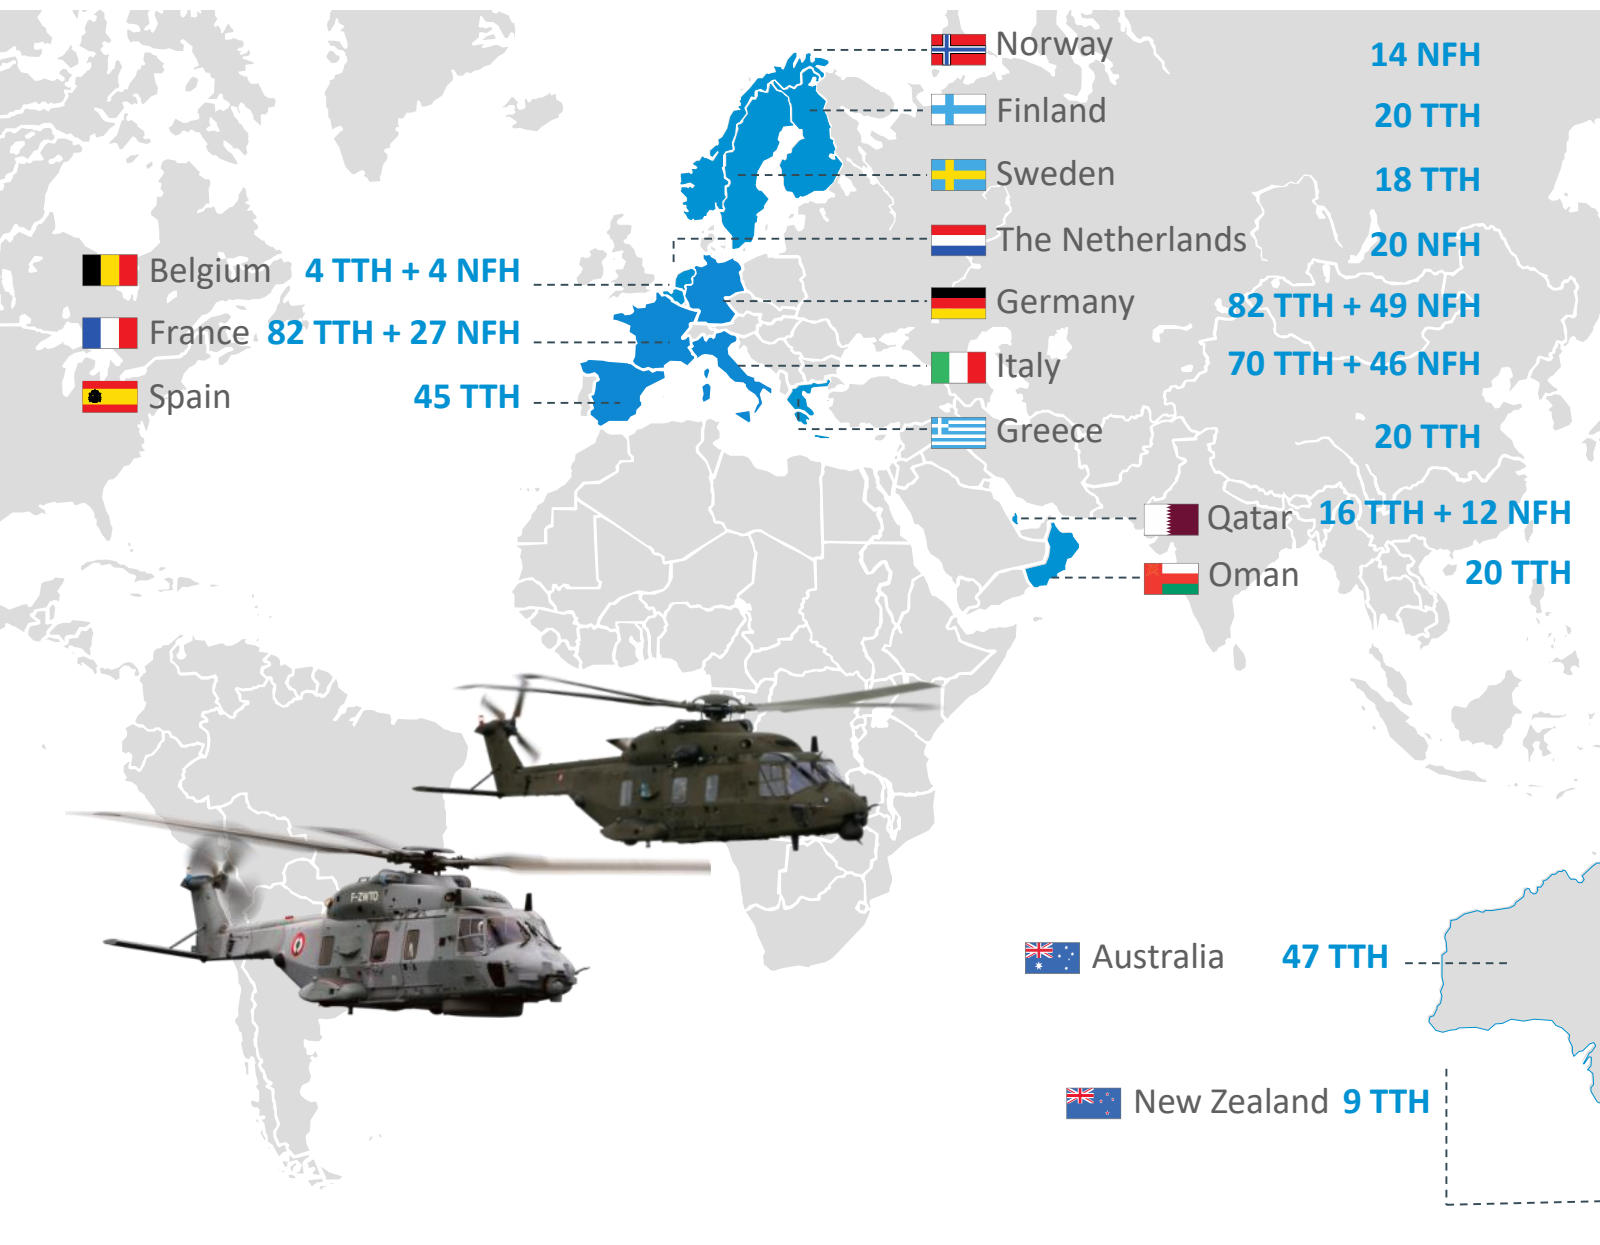 Norway 14 NFH
Finland 20 TTH
Sweden 18 TTH
The Netherlands 20 NFH
Belgium 4 TTH + 4 NFH
Germany 82 TTH + 49 NFH
France 82 TTH + 27 NFH
Italy 70 TTH + 46 NFH
Spain 45 TTH
Greece 20 TTH
Qatar 16 TTH + 12 NFH
Oman 20 TTH
F-ZWTO
Australia 47 TTH
New Zealand 9 TTH